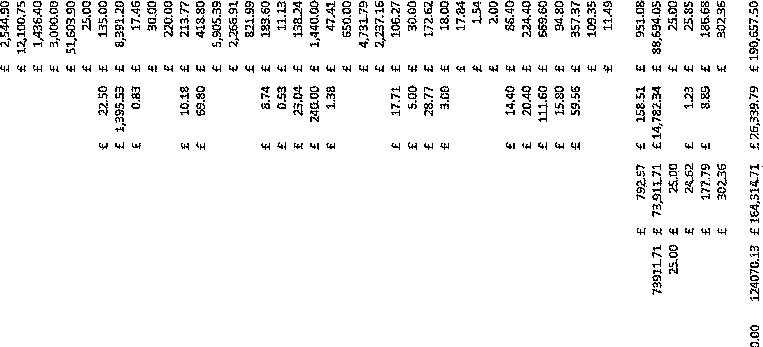 £ 2,544.90
£ 12,100.75
£ 1,436.40
£ 3,000.00
£ 51,603.90
£ 25.00
£ 22.50 £ 135.00
£ 1,395.53 £ 8,391.20
£ 0.83 £ 17.46
£ 30.00
£ 220.00
£ 10.18 £ 213.77
£ 69.80 £ 418.80
£ 5,905.39
£ 2,266.91
£ 821.99
£ 8.74 £ 183.60
£ 0.53 £ 11.13
£ 23.04 £ 138.24
£ 240.00 £ 1,440.00
£ 1.38 £ 47.41
£ 650.00
£ 4,731.79
£ 2,237.16
£ 17.71 £ 106.27
£ 5.00 £ 30.00
£ 28.77 £ 172.62
£ 3.00 £ 18.00
£ 17.84
£ 1.54
£ 2.00
£ 14.40 £ 86.40
£ 20.40 £ 224.40
£ 111.60 £ 669.60
£ 15.80 £ 94.80
£ 59.56 £ 357.37
£ 109.35
£ 11.49
£ 792.57 £ 158.51 £ 951.08
73911.71 £ 73,911.71 £ 14,782.34 £ 88,694.05
25.00 £ 25.00 £ 25.00
£ 24.62 £ 1.23 £ 25.85
£ 177.79 £ 8.89 £ 186.68
£ 302.36 £ 302.36
0.00 124070.13 £ 164,314.71 £ 26,339.79 £ 190,657.50